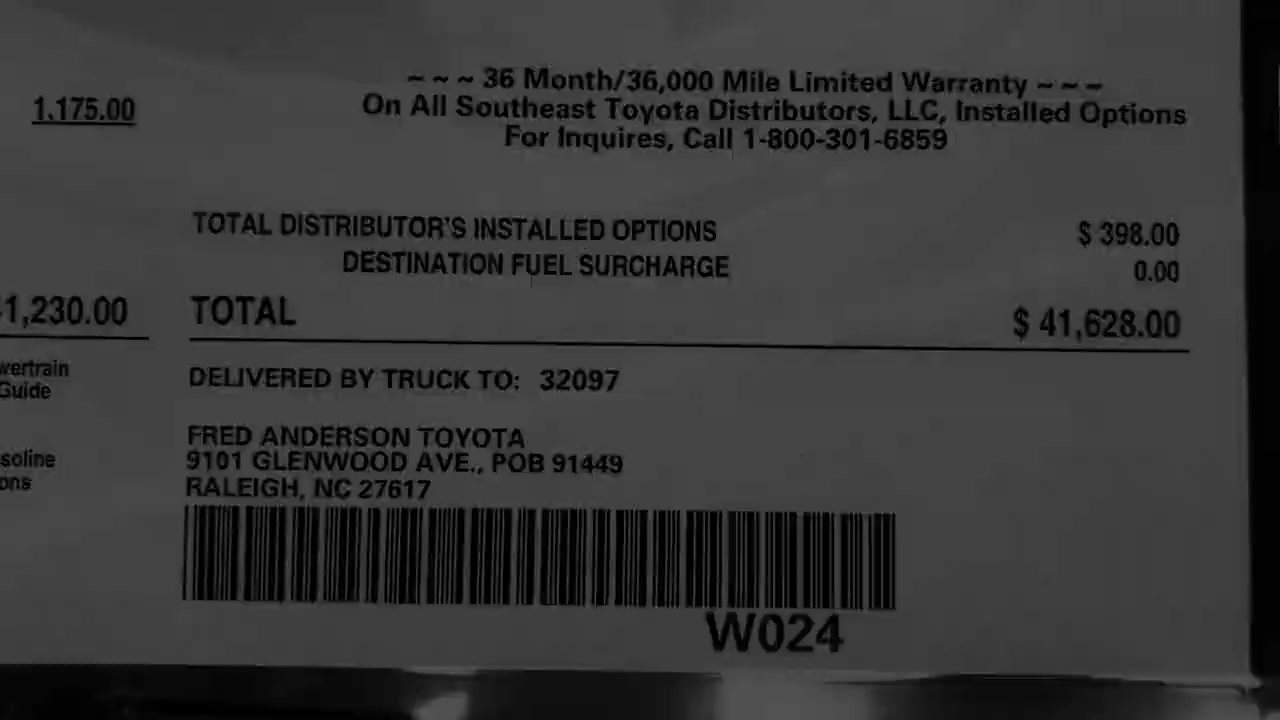 ~ ~ ~ 36 Month/36,000 Mile Limited Warranty ~ ~ ~
1,175.00
On All Southeast Toyota Distributors, LLC, Installed Options
For Inquires, Call 1-800-301-6859
TOTAL DISTRIBUTOR'S INSTALLED OPTIONS $ 398.00
DESTINATION FUEL SURCHARGE 0.00
1,230.00 TOTAL $ 41,628.00
wertrain
Guide
DELIVERED BY TRUCK TO: 32097
FRED ANDERSON TOYOTA
soline
9101 GLENWOOD AVE., POB 91449
ons
RALEIGH, NC 27617
W024